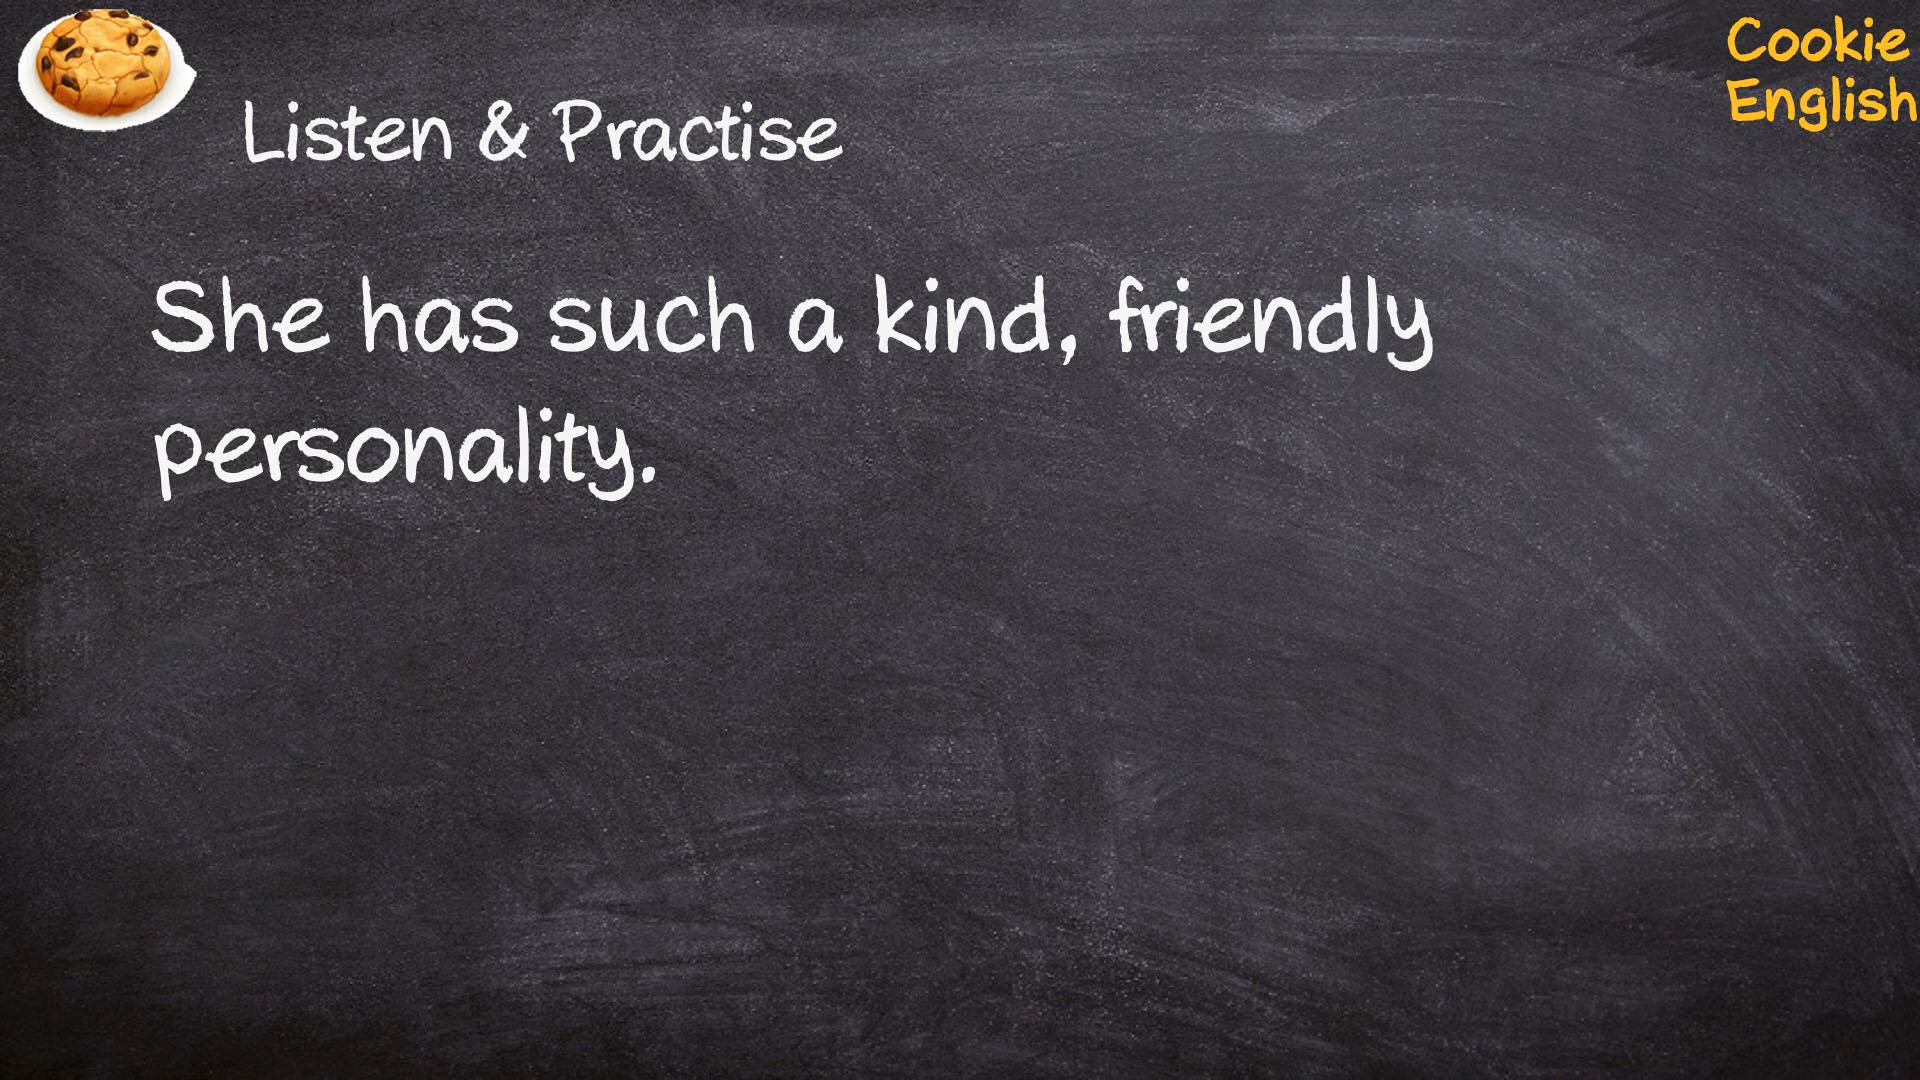 Cookie
English
Listen & Practise
She has such a kind, friendly
personality.